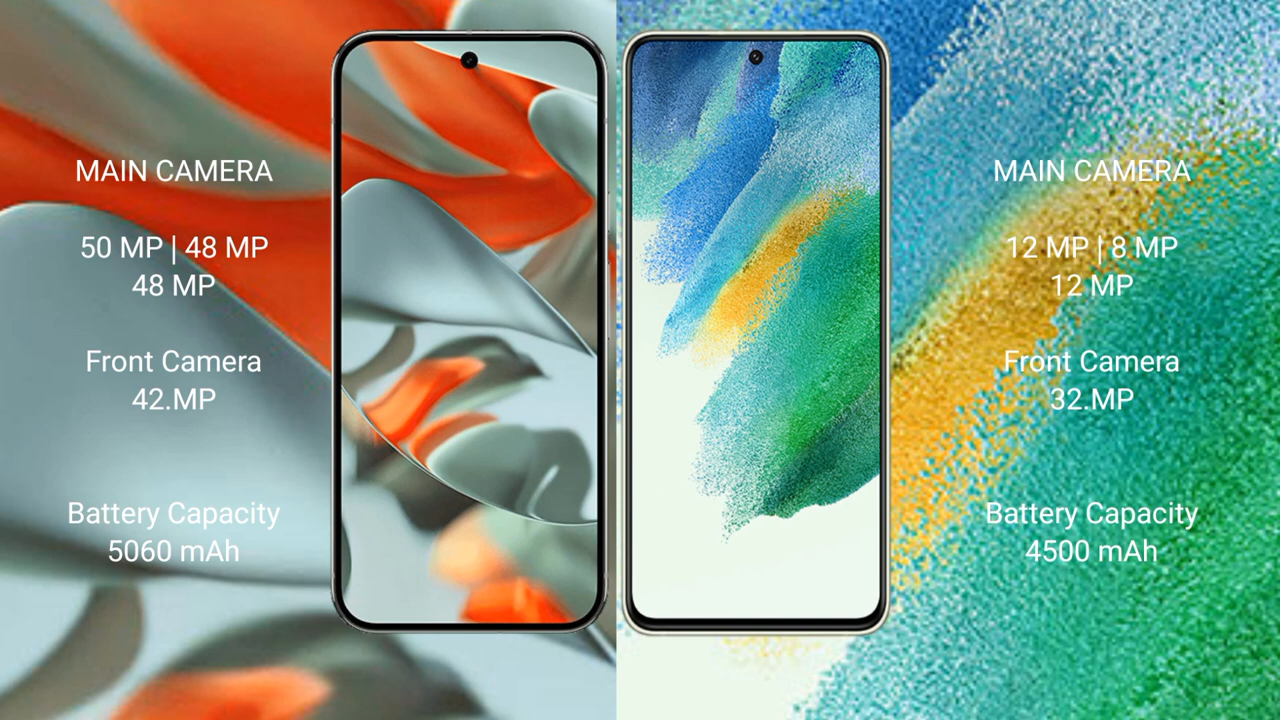 MAIN CAMERA
50 MP | 48 MP
48 MP
Front Camera
42.MP
Battery Capacity
5060 mAh
MAIN CAMERA
12 MP | 8 MP
12 MP
Front Camera
32.MP
Battery Capacity
4500 mAh